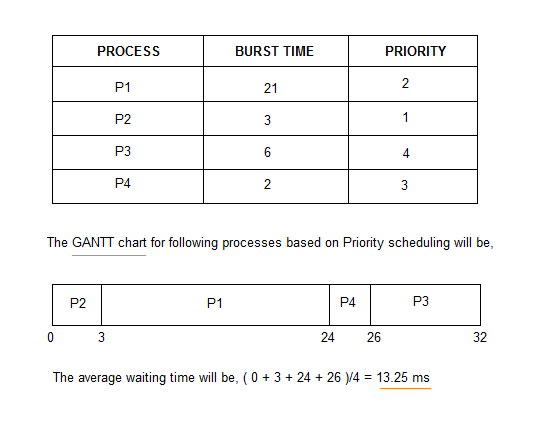 PROCESS BURST TIME PRIORITY
P1 21 2
P2 3 1
P3 6 4
P4 2 3
The GANTT chart for following processes based on Priority scheduling will be,
P2 P1 P4 P3
0 3 24 26 32
The average waiting time will be, ( 0 + 3 + 24 + 26 )/4 = 13.25 ms